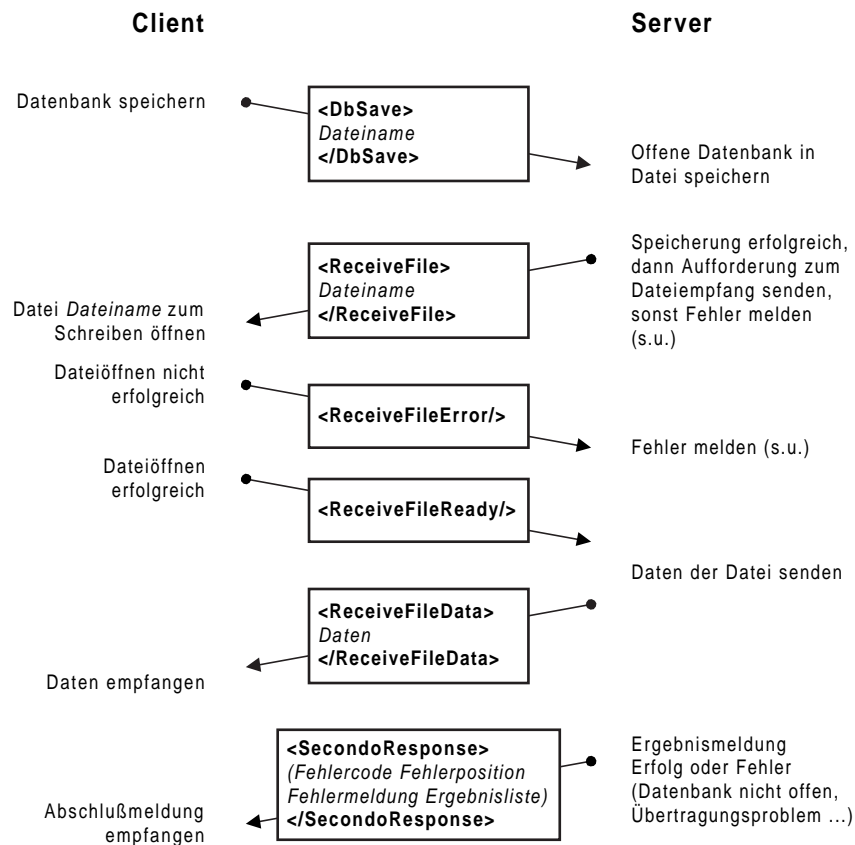 Client
Server
Datenbank speichern
<DbSave>
Dateiname
</DbSave>
Offene Datenbank in
Datei speichern
Speicherung erfolgreich,
dann Aufforderung zum
Dateiempfang senden,
sonst Fehler melden
(s.u.)
<ReceiveFile>
Dateiname
</ReceiveFile>
Datei Dateiname zum
Schreiben öffnen
Dateiöffnen nicht
erfolgreich
<ReceiveFileError/>
Fehler melden (s.u.)
Dateiöffnen
erfolgreich
<ReceiveFileReady/>
Daten der Datei senden
<ReceiveFileData>
Daten
</ReceiveFileData>
Daten empfangen
<SecondoResponse>
(Fehlercode Fehlerposition
Fehlermeldung Ergebnisliste)
</SecondoResponse>
Ergebnismeldung
Erfolg oder Fehler
(Datenbank nicht offen,
Übertragungsproblem ...)
Abschlußmeldung
empfangen